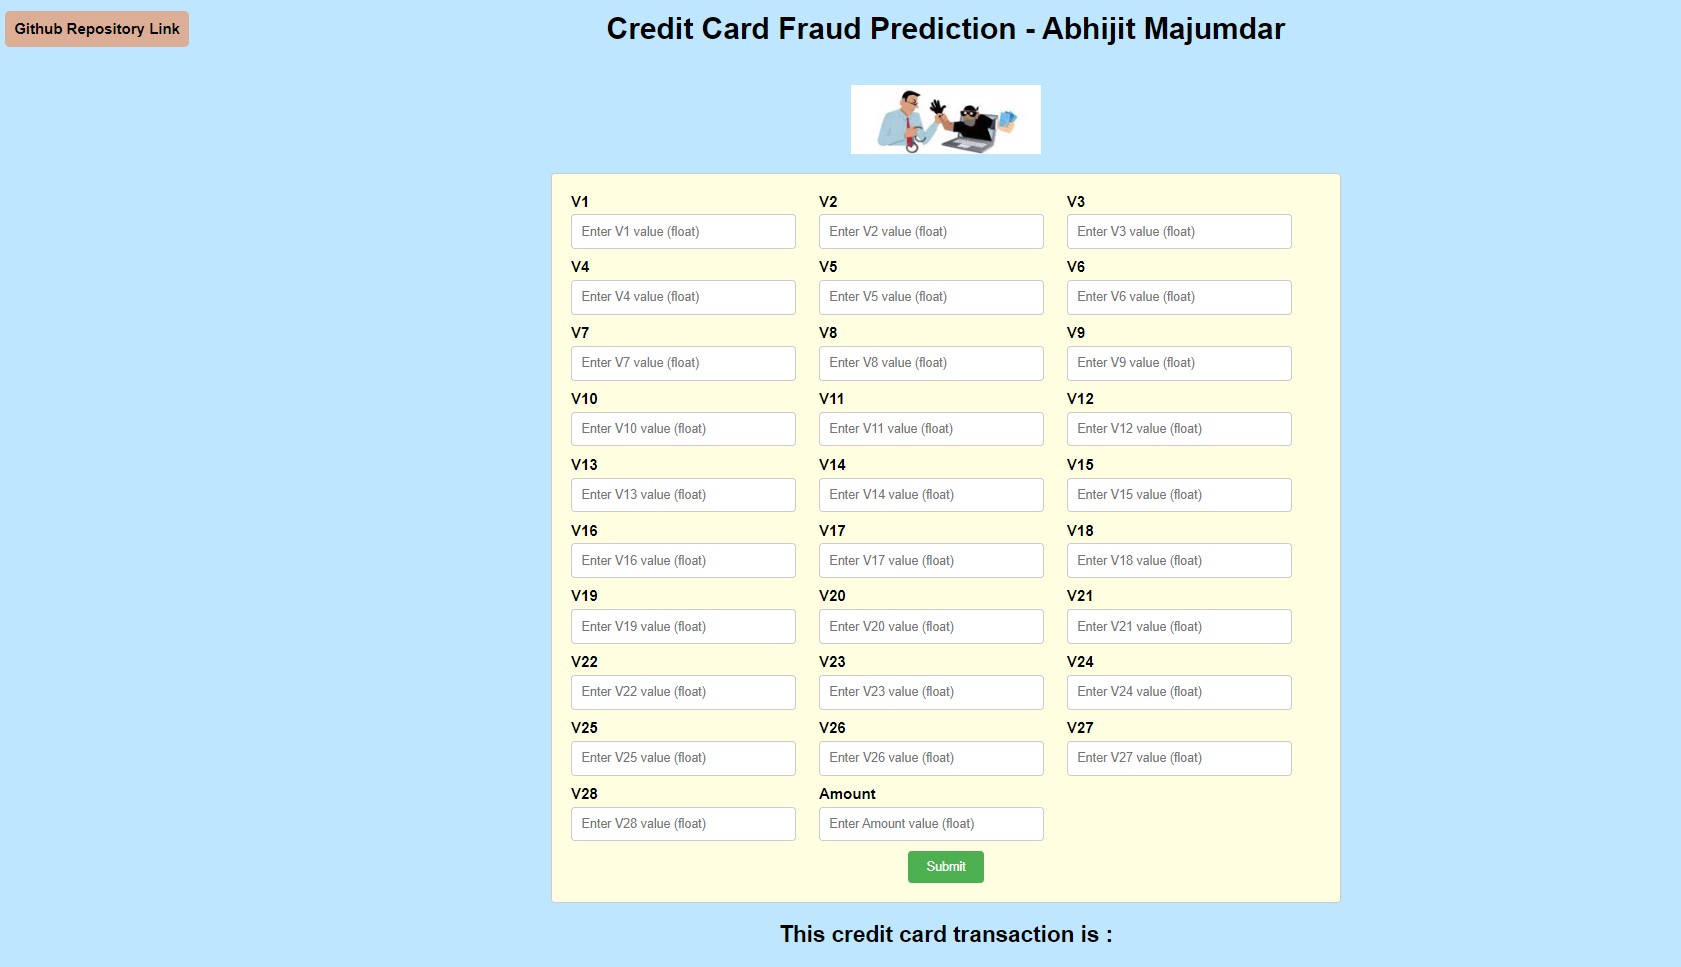 Github Repository Link
Credit Card Fraud Prediction - Abhijit Majumdar
V1 V2 V3
Enter V1 value (float) Enter V2 value (float) Enter V3 value (float)
V4 V5 V6
Enter V4 value (float) Enter V5 value (float) Enter V6 value (float)
V7 V8 V9
Enter V7 value (float) Enter V8 value (float) Enter V9 value (float)
V10 V11 V12
Enter V10 value (float) Enter V11 value (float) Enter V12 value (float)
V13 V14 V15
Enter V13 value (float) Enter V14 value (float) Enter V15 value (float)
V16 V17 V18
Enter V16 value (float) Enter V17 value (float) Enter V18 value (float)
V19 V20 V21
Enter V19 value (float) Enter V20 value (float) Enter V21 value (float)
V22 V23 V24
Enter V22 value (float) Enter V23 value (float) Enter V24 value (float)
V25 V26 V27
Enter V25 value (float) Enter V26 value (float) Enter V27 value (float)
V28 Amount
Enter V28 value (float) Enter Amount value (float)
Submit
This credit card transaction is :